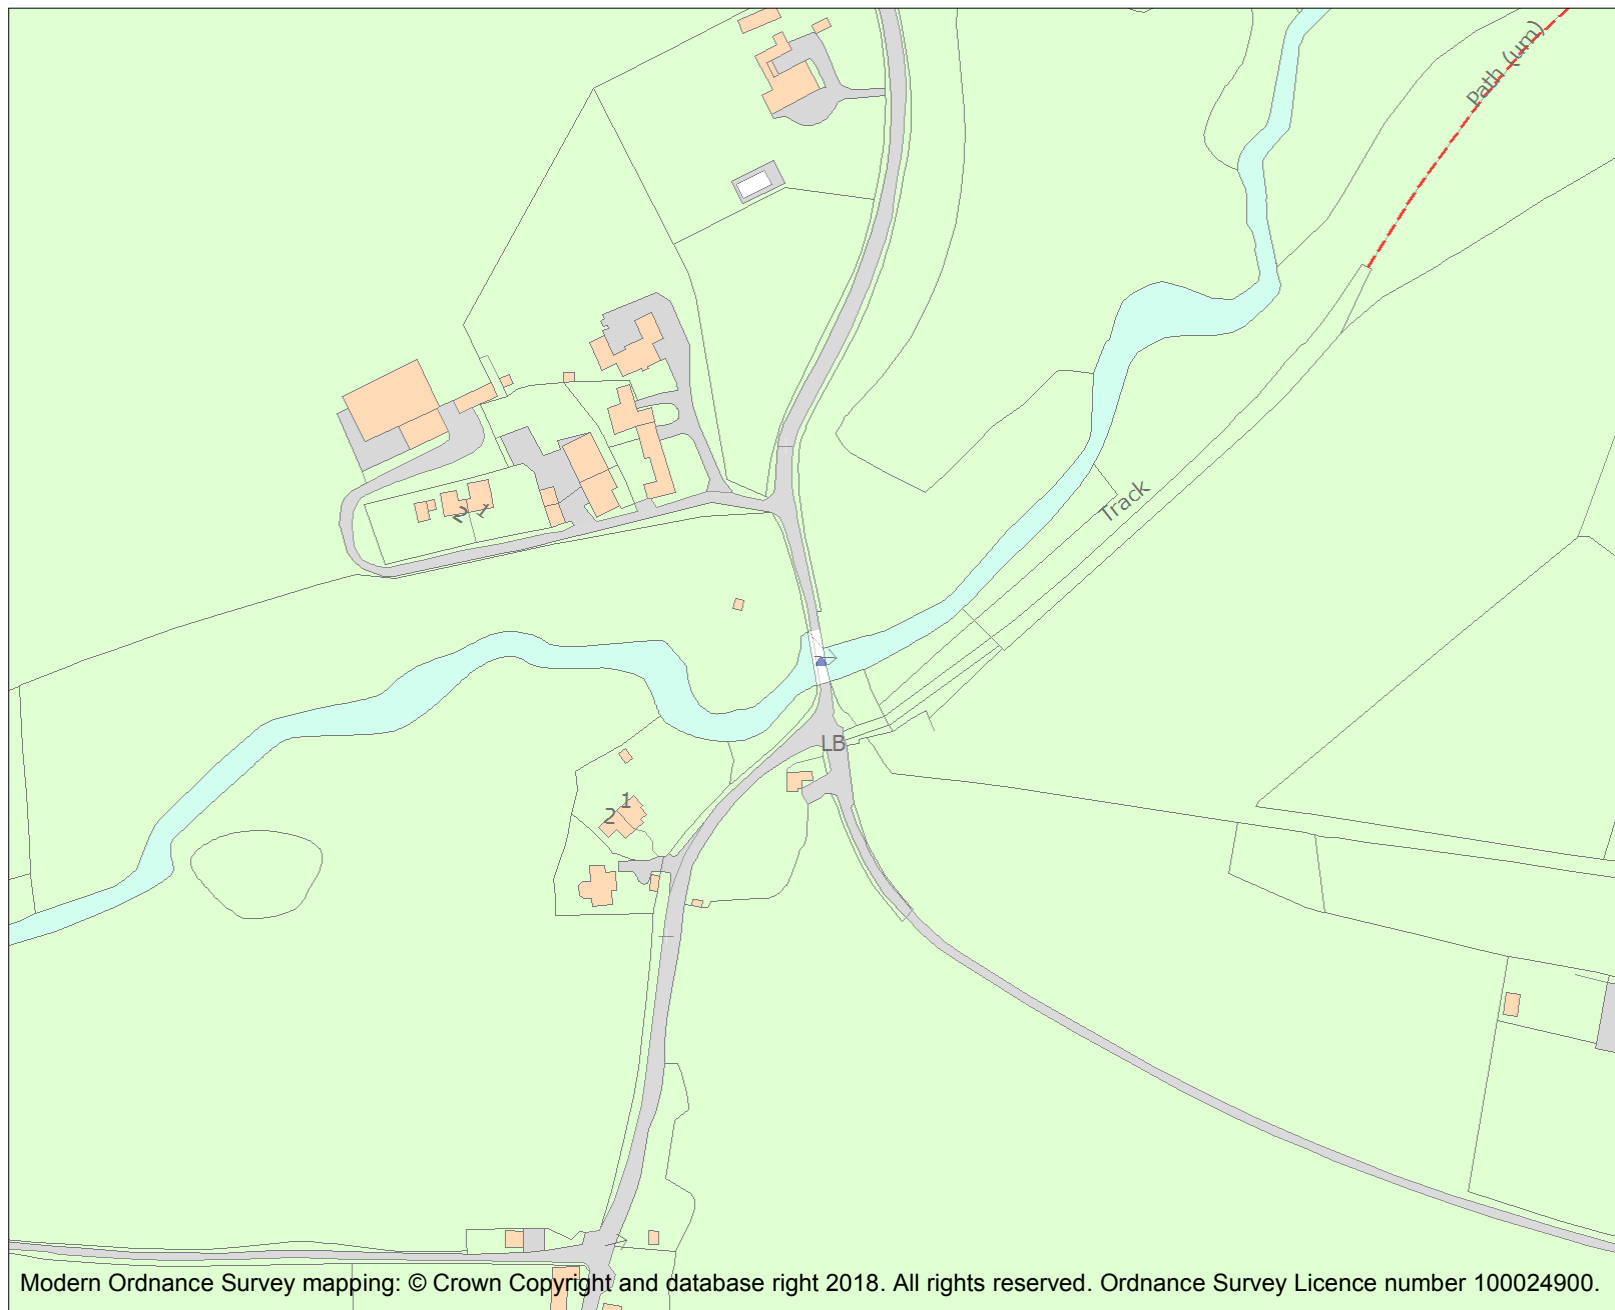 Path (um)
Track
2 1
LB
1
2
Modern Ordnance Survey mapping: © Crown Copyright and database right 2018. All rights reserved. Ordnance Survey Licence number 100024900.